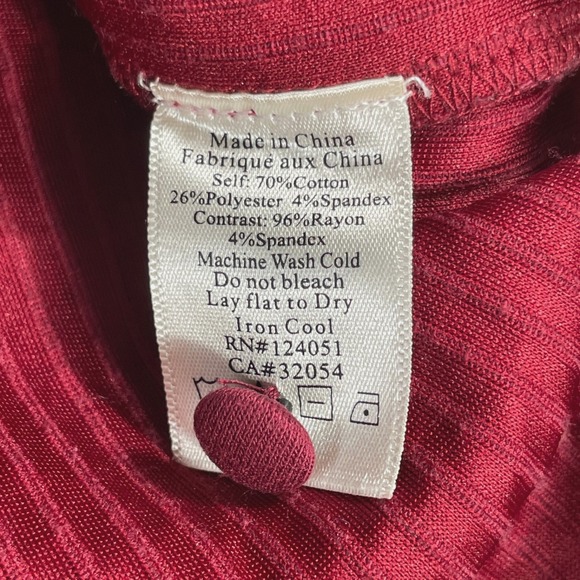 Made in China
Fabriqué aux China
Self: 70%Cotton
26%Polyester 4%Spandex
Contrast: 96%Rayon
4%Spandex
Machine Wash Cold
Do not bleach
Lay flat to Dry
Iron Cool
RN#124051
CA#32054